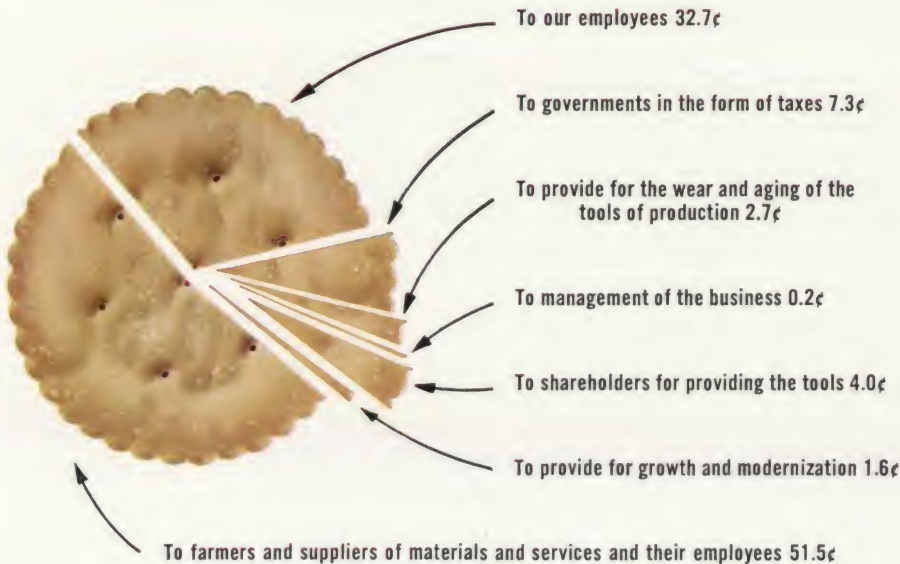 To our employees 32.7¢
To governments in the form of taxes 7.3¢
To provide for the wear and aging of the
tools of production 2.7¢
To management of the business 0.2¢
To shareholders for providing the tools 4.0¢
To provide for growth and modernization 1.6¢
To farmers and suppliers of materials and services and their employees 51.5¢